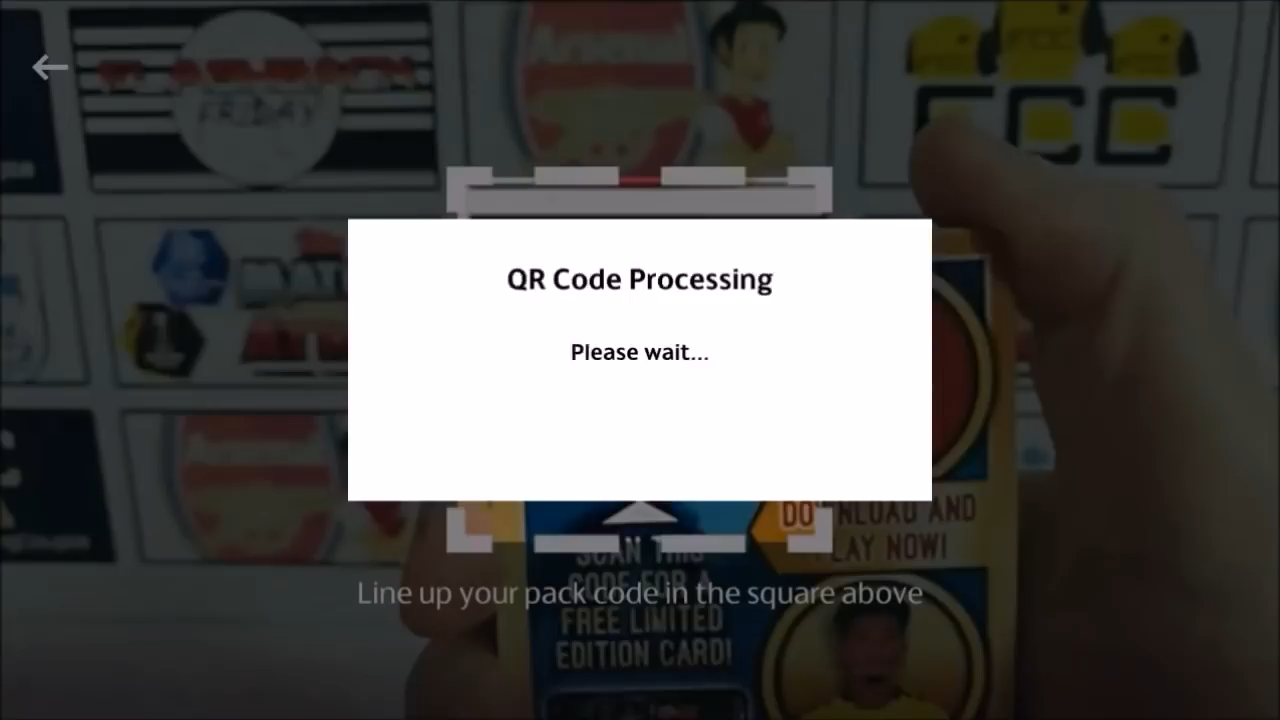 FRIDAY
QR Code Processing
Please wait...
DOWNLOAD AND
PLAY NOW!
SCAN THIS
CODE FOR A
FREE LIMITED
EDITION CARD!
Line up your pack code in the square above